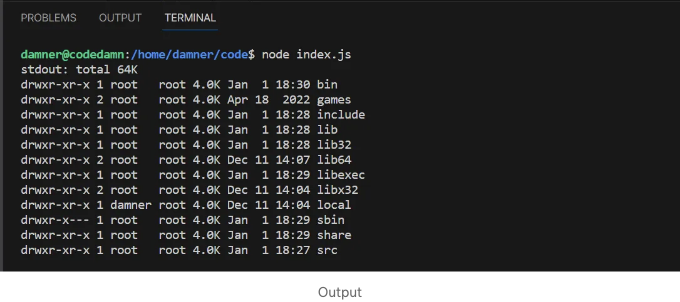 PROBLEMS OUTPUT TERMINAL
damner@codedamn:/home/damner/code$ node index.js
stdout: total 64K
drwxr-xr-x 1 root   root 4.0K Jan  1 18:30 bin
drwxr-xr-x 2 root   root 4.0K Apr 18  2022 games
drwxr-xr-x 1 root   root 4.0K Jan  1 18:28 include
drwxr-xr-x 1 root   root 4.0K Jan  1 18:28 lib
drwxr-xr-x 1 root   root 4.0K Jan  1 18:28 lib32
drwxr-xr-x 2 root   root 4.0K Dec 11 14:07 lib64
drwxr-xr-x 1 root   root 4.0K Jan  1 18:29 libexec
drwxr-xr-x 2 root   root 4.0K Dec 11 14:04 libx32
drwxr-xr-x 1 damner root 4.0K Dec 11 14:04 local
drwxr-x--- 1 root   root 4.0K Jan  1 18:29 sbin
drwxr-xr-x 1 root   root 4.0K Jan  1 18:29 share
drwxr-xr-x 1 root   root 4.0K Jan  1 18:27 src
Output